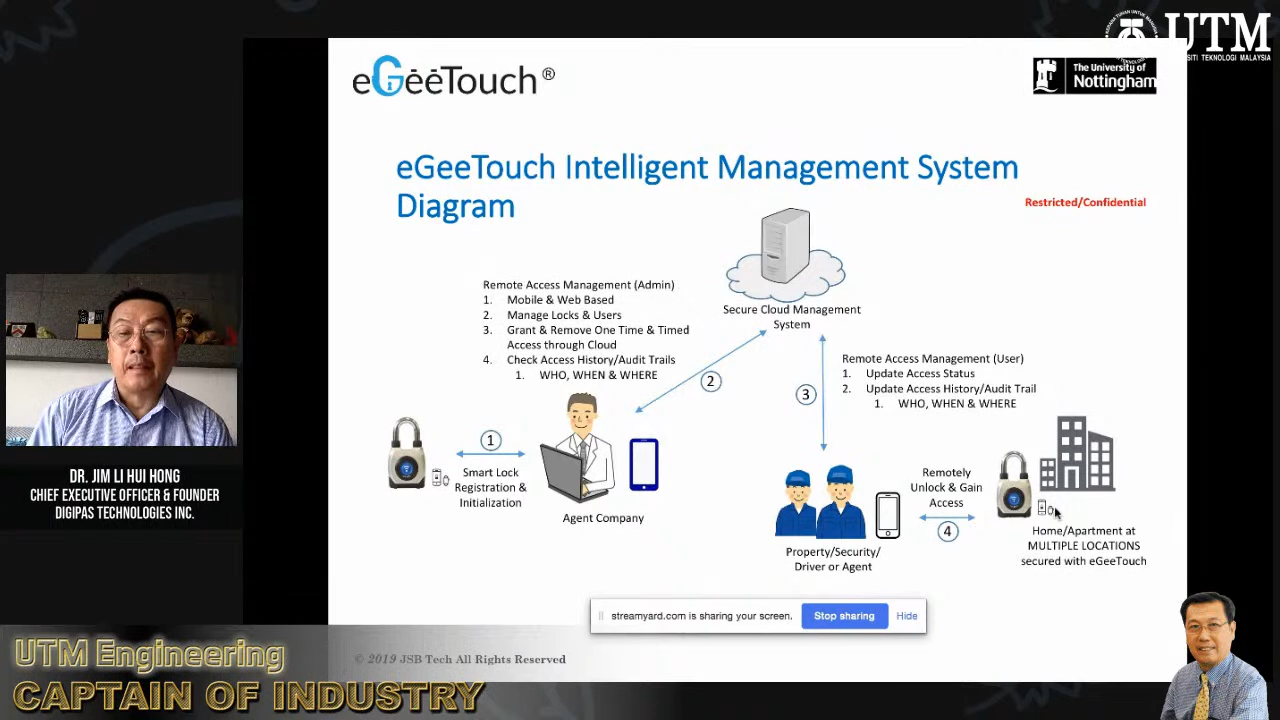 UTM
UNIVERSITI TEKNOLOGI MALAYSIA
eGeeTouch®
The University of
Nottingham
eGeeTouch Intelligent Management System
Diagram
Restricted/Confidential
Remote Access Management (Admin)
1. Mobile & Web Based
2. Manage Locks & Users
3. Grant & Remove One Time & Timed
Access through Cloud
4. Check Access History/Audit Trails
1. WHO, WHEN & WHERE
Secure Cloud Management
System
2
3
Remote Access Management (User)
1. Update Access Status
2. Update Access History/Audit Trail
1. WHO, WHEN & WHERE
1
Smart Lock
Registration &
Initialization
Agent Company
Remotely
Unlock & Gain
Access
4
Property/Security/
Driver or Agent
Home/Apartment at
MULTIPLE LOCATIONS
secured with eGeeTouch
DR. JIM LI HUI HONG
CHIEF EXECUTIVE OFFICER & FOUNDER
DIGIPAS TECHNOLOGIES INC.
streamyard.com is sharing your screen.
Stop sharing
Hide
© 2019 JSB Tech All Rights Reserved
UTM Engineering
CAPTAIN OF INDUSTRY